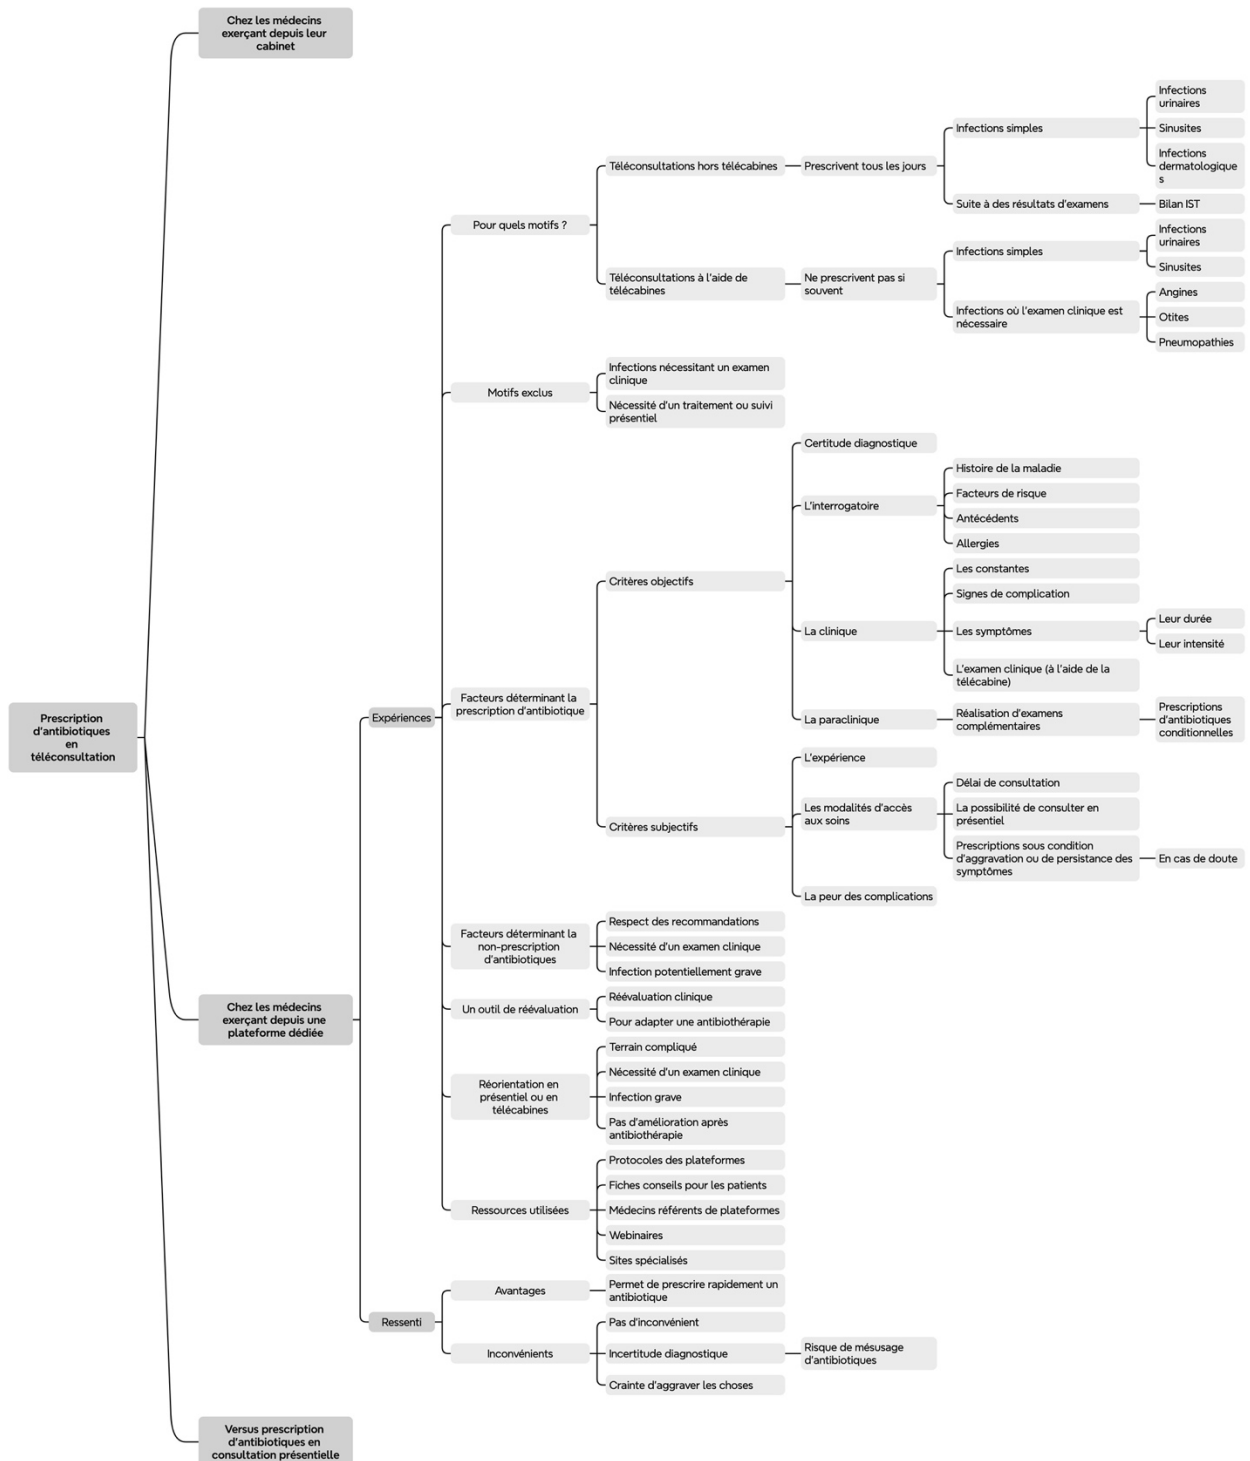 Chez les médecins
exerçant depuis leur
cabinet
Prescription
d'antibiotiques
en
téléconsultation
Chez les médecins
exerçant depuis une
plateforme dédiée
Expériences
Pour quels motifs ?
Téléconsultations hors télécabines
Prescrivent tous les jours
Infections simples
Infections
urinaires
Sinusites
Infections
dermatologique
s
Suite à des résultats d'examens
Bilan IST
Téléconsultations à l'aide de
télécabines
Ne prescrivent pas si
souvent
Infections simples
Infections
urinaires
Sinusites
Infections où l'examen clinique est
nécessaire
Angines
Otites
Pneumopathies
Motifs exclus
Infections nécessitant un examen
clinique
Nécessité d'un traitement ou suivi
présentiel
Facteurs déterminant la
prescription d'antibiotique
Critères objectifs
Certitude diagnostique
L'interrogatoire
Histoire de la maladie
Facteurs de risque
Antécédents
Allergies
La clinique
Les constantes
Signes de complication
Les symptômes
Leur durée
Leur intensité
L'examen clinique (à l'aide de la
télécabine)
La paraclinique
Réalisation d'examens
complémentaires
Prescriptions
d'antibiotiques
conditionnelles
Critères subjectifs
L'expérience
Les modalités d'accès
aux soins
Délai de consultation
La possibilité de consulter en
présentiel
Prescriptions sous condition
d'aggravation ou de persistance des
symptômes
En cas de doute
La peur des complications
Facteurs déterminant la
non-prescription
d'antibiotiques
Respect des recommandations
Nécessité d'un examen clinique
Infection potentiellement grave
Un outil de réévaluation
Réévaluation clinique
Pour adapter une antibiothérapie
Réorientation en
présentiel ou en
télécabines
Terrain compliqué
Nécessité d'un examen clinique
Infection grave
Pas d'amélioration après
antibiothérapie
Ressources utilisées
Protocoles des plateformes
Fiches conseils pour les patients
Médecins référents de plateformes
Webinaires
Sites spécialisés
Ressenti
Avantages
Permet de prescrire rapidement un
antibiotique
Inconvénients
Pas d'inconvénient
Incertitude diagnostique
Risque de mésusage
d'antibiotiques
Crainte d'aggraver les choses
Versus prescription
d'antibiotiques en
consultation présentielle